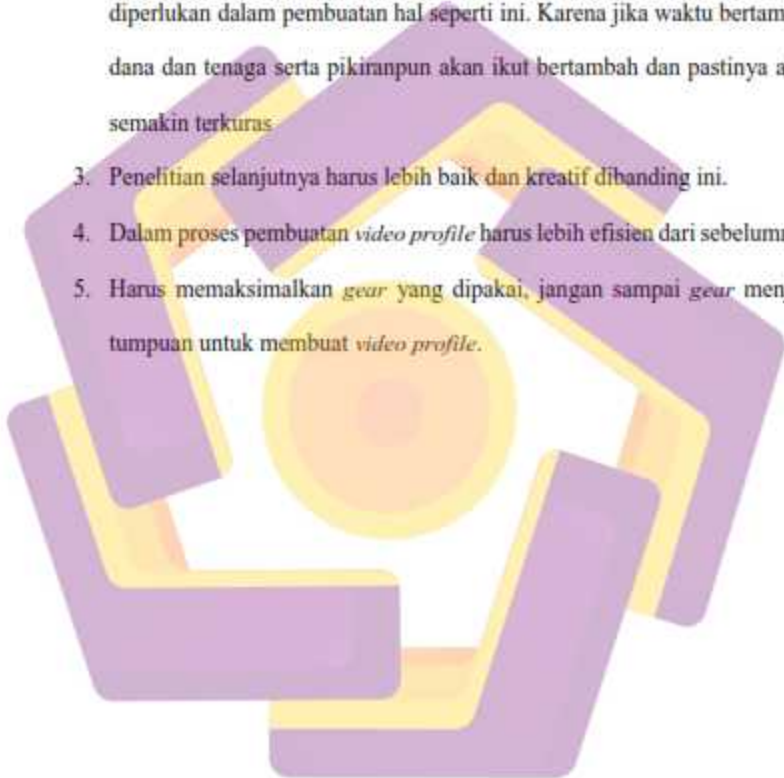 diperlukan dalam pembuatan hal seperti ini. Karena jika waktu bertam
dana dan tenaga serta pikiranpun akan ikut bertambah dan pastinya a
semakin terkuras
3. Penelitian selanjutnya harus lebih baik dan kreatif dibanding ini.
4. Dalam proses pembuatan video profile harus lebih efisien dari sebelum
5. Harus memaksimalkan gear yang dipakai, jangan sampai gear men
tumpuan untuk membuat video profile.